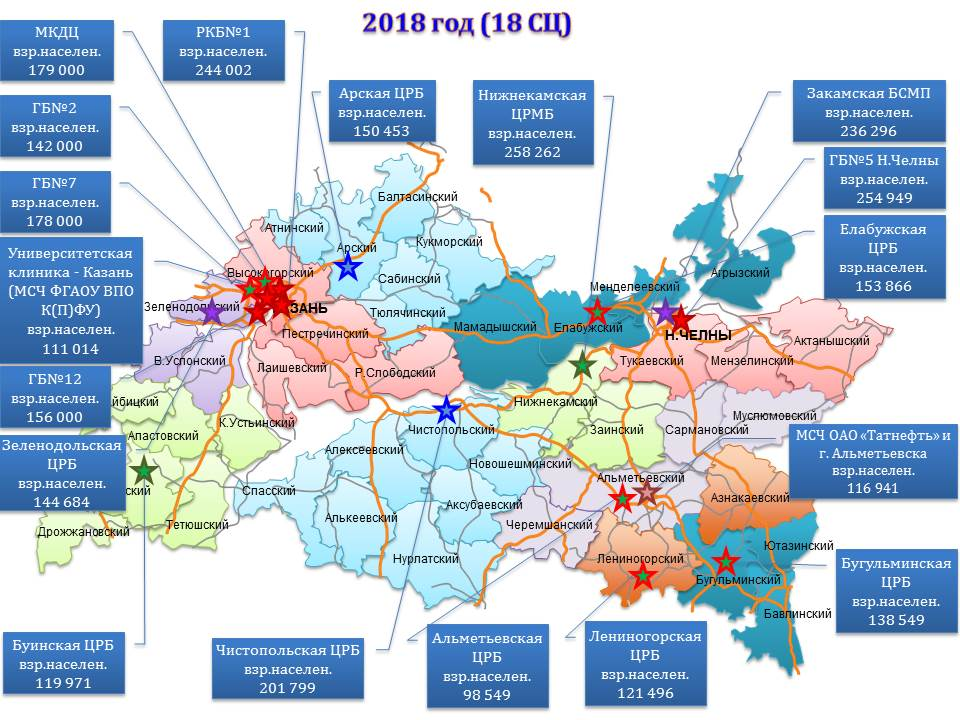 2018 год (18 СЦ)
МКДЦ
взр.населен.
179 000
РКБ№1
взр.населен.
244 002
ГБ№2
взр.населен.
142 000
ГБ№7
взр.населен.
178 000
Университетская
клиника - Казань
(МСЧ ФГАОУ ВПО
К(П)ФУ)
взр.населен.
111 014
ГБ№12
взр.населен.
156 000
Зеленодольская
ЦРБ
взр.населен.
144 684
Буинская ЦРБ
взр.населен.
119 971
Арская ЦРБ
взр.населен.
150 453
Нижнекамская
ЦРМБ
взр.населен.
258 262
Закамская БСМП
взр.населен.
236 296
ГБ№5 Н.Челны
взр.населен.
254 949
Елабужская
ЦРБ
взр.населен.
153 866
МСЧ ОАО «Татнефть» и
г. Альметьевска
взр.населен.
116 941
Бугульминская
ЦРБ
взр.населен.
138 549
Чистопольская ЦРБ
взр.населен.
201 799
Альметьевская
ЦРБ
взр.населен.
98 549
Лениногорская
ЦРБ
взр.населен.
121 496
Балтасинский
Атнинский
Арский
Кукморский
Высокогорский
Сабинский
Агрызский
Менделеевский
Зеленодольский
ЗАНЬ
Тюлячинский
Мамадышский
Елабужский
Н.ЧЕЛНЫ
Пестречинский
Актанышский
В.Услонский
Лаишевский
Р.Слободский
Тукаевский
Мензелинский
Нижнекамский
Муслюмовский
йбицкий
К.Устьинский
Чистопольский
Заинский
Сармановский
Апастовский
Алексеевский
Новошешминский
Альметьевский
ский
Спасский
Азнакаевский
Аксубаевский
Тетюшский
Алькеевский
Черемшанский
Дрожжановский
Ютазинский
Нурлатский
Лениногорский
Бугульминский
Бавлинский